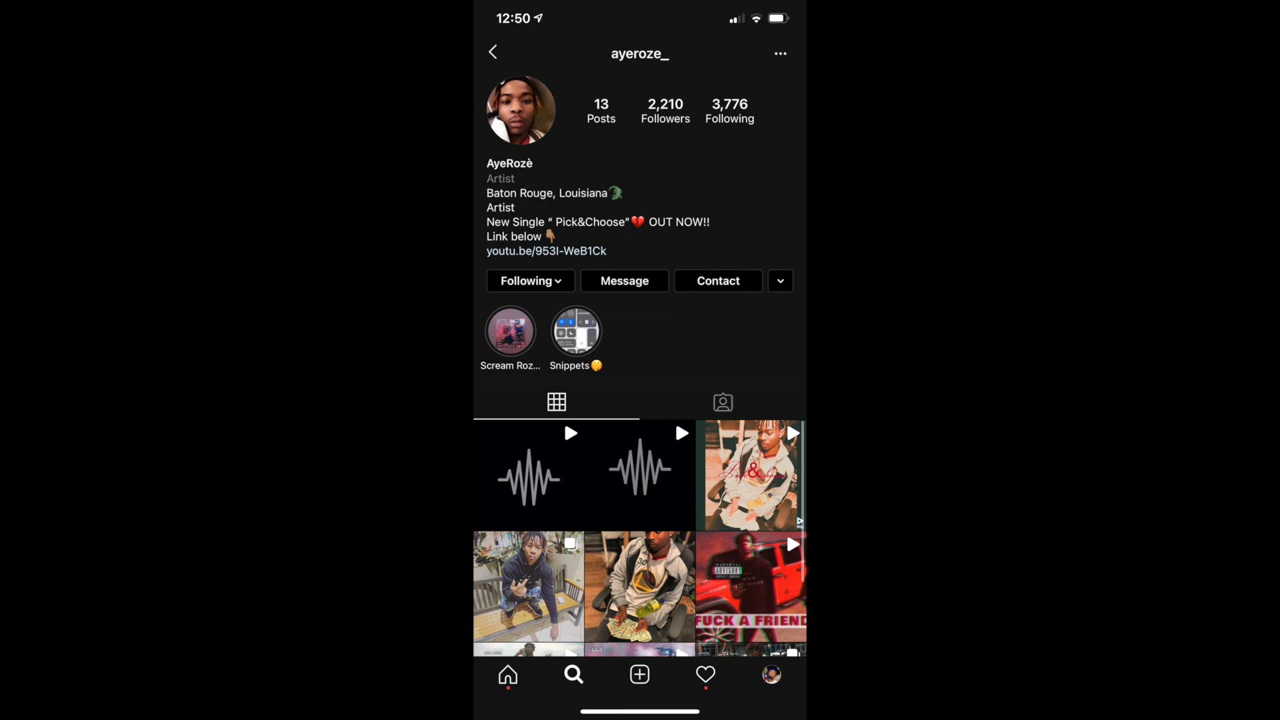 12:50
ayeroze_
13 2,210 3,776
Posts Followers Following
AyeRozè
Artist
Baton Rouge, Louisiana🐊
Artist
New Single “ Pick&Choose”💔 OUT NOW!!
Link below👇🏾
youtu.be/953I-WeB1Ck
Following Message Contact
Scream Roz... Snippets🤫
&
FUCK A FRIEND